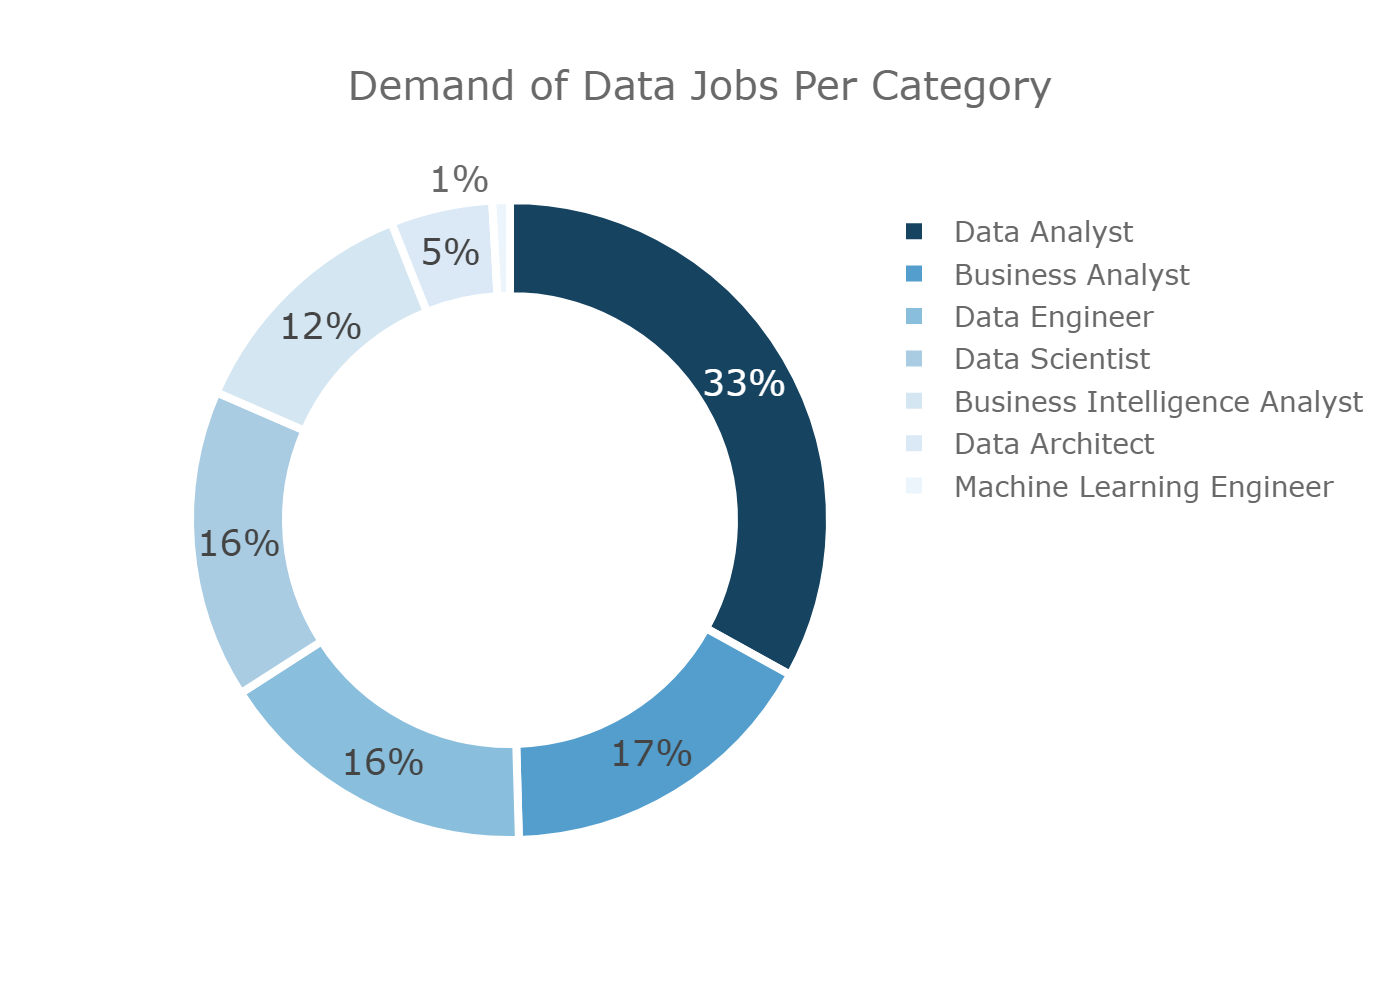 Demand of Data Jobs Per Category
1%
5%
12%
33%
16%
16%
17%
Data Analyst
Business Analyst
Data Engineer
Data Scientist
Business Intelligence Analyst
Data Architect
Machine Learning Engineer